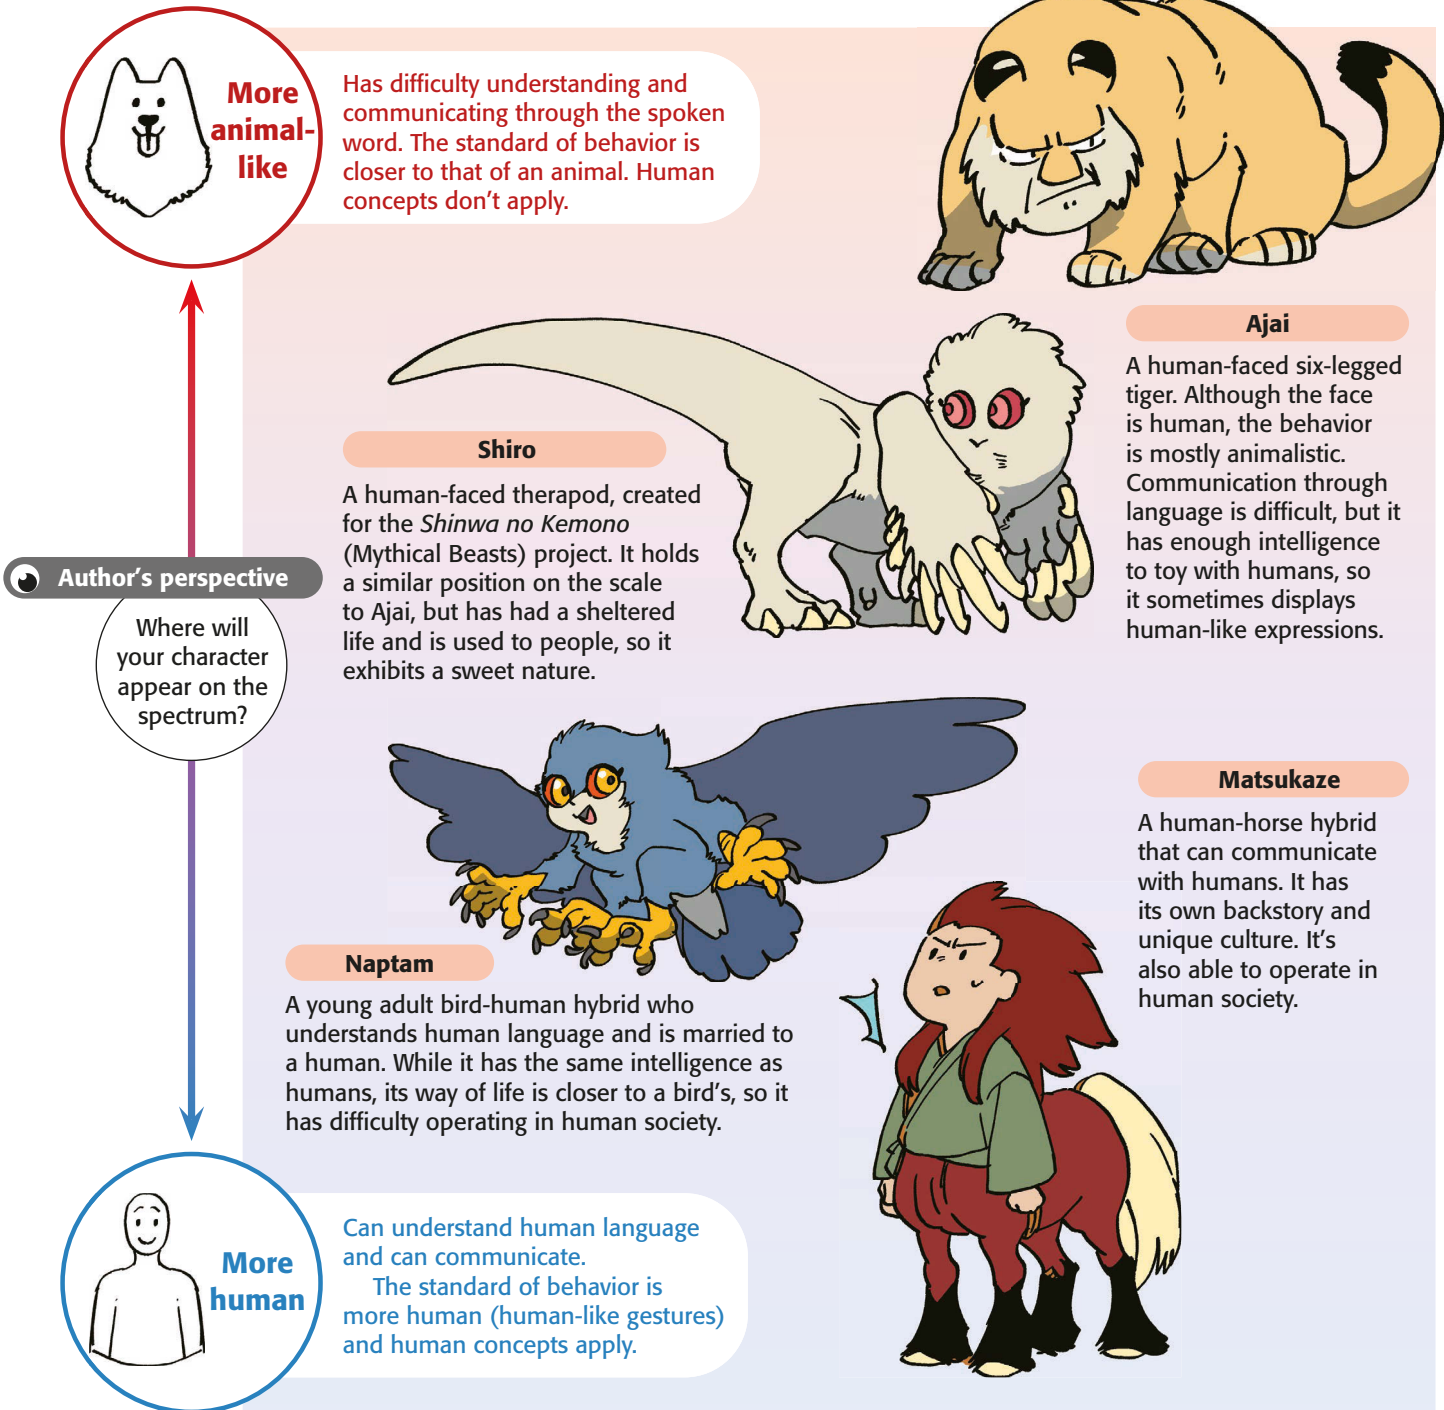 More
animal-
like
Has difficulty understanding and
communicating through the spoken
word. The standard of behavior is
closer to that of an animal. Human
concepts don’t apply.
Ajai
A human-faced six-legged
tiger. Although the face
is human, the behavior
is mostly animalistic.
Communication through
language is difficult, but it
has enough intelligence
to toy with humans, so
it sometimes displays
human-like expressions.
Shiro
A human-faced therapod, created
for the Shinwa no Kemono
(Mythical Beasts) project. It holds
a similar position on the scale
to Ajai, but has had a sheltered
life and is used to people, so it
exhibits a sweet nature.
Author’s perspective
Where will
your character
appear on the
spectrum?
Matsukaze
A human-horse hybrid
that can communicate
with humans. It has
its own backstory and
unique culture. It’s
also able to operate in
human society.
Naptam
A young adult bird-human hybrid who
understands human language and is married to
a human. While it has the same intelligence as
humans, its way of life is closer to a bird’s, so it
has difficulty operating in human society.
More
human
Can understand human language
and can communicate.
The standard of behavior is
more human (human-like gestures)
and human concepts apply.